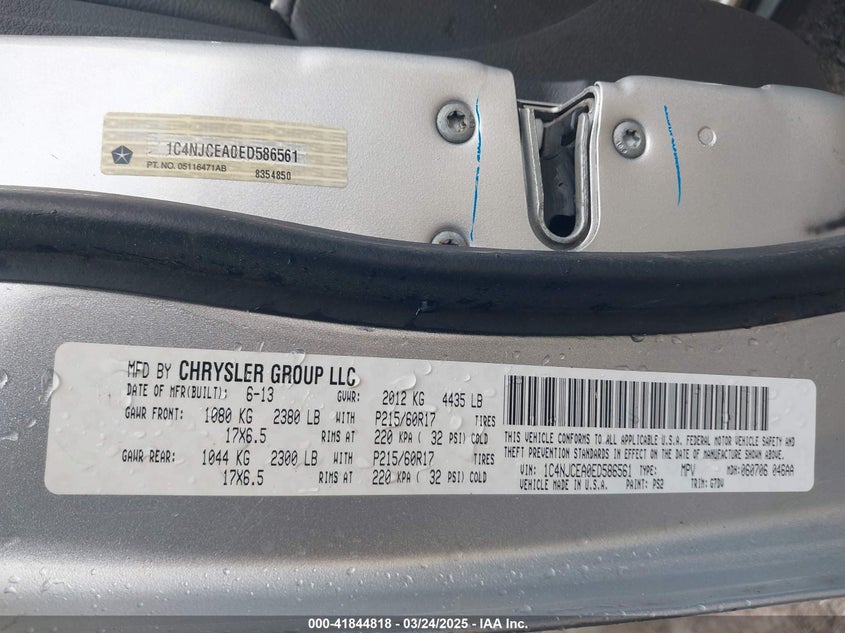 1C4NJCEA0ED586561
PT. NO. 05116471AB 8354850
MFD BY CHRYSLER GROUP LLC
DATE OF MFR(BUILT): 6-13 GVWR: 2012 KG 4435 LB
GAWR FRONT: 1080 KG 2380 LB WITH P215/60R17 TIRES
17X6.5 RIMS AT 220 KPA ( 32 PSI) COLD
GAWR REAR: 1044 KG 2300 LB WITH P215/60R17 TIRES
17X6.5 RIMS AT 220 KPA ( 32 PSI) COLD
THIS VEHICLE CONFORMS TO ALL APPLICABLE U.S.A. FEDERAL MOTOR VEHICLE SAFETY AND
THEFT PREVENTION STANDARDS IN EFFECT ON THE DATE OF MANUFACTURE SHOWN ABOVE.
VIN: 1C4NJCEA0ED586561 TYPE: MPV MDH: 060706 046AA
VEHICLE MADE IN U.S.A. PAINT: PS2 TRIM: G7DV
000-41844818 - 03/24/2025 - IAA Inc.